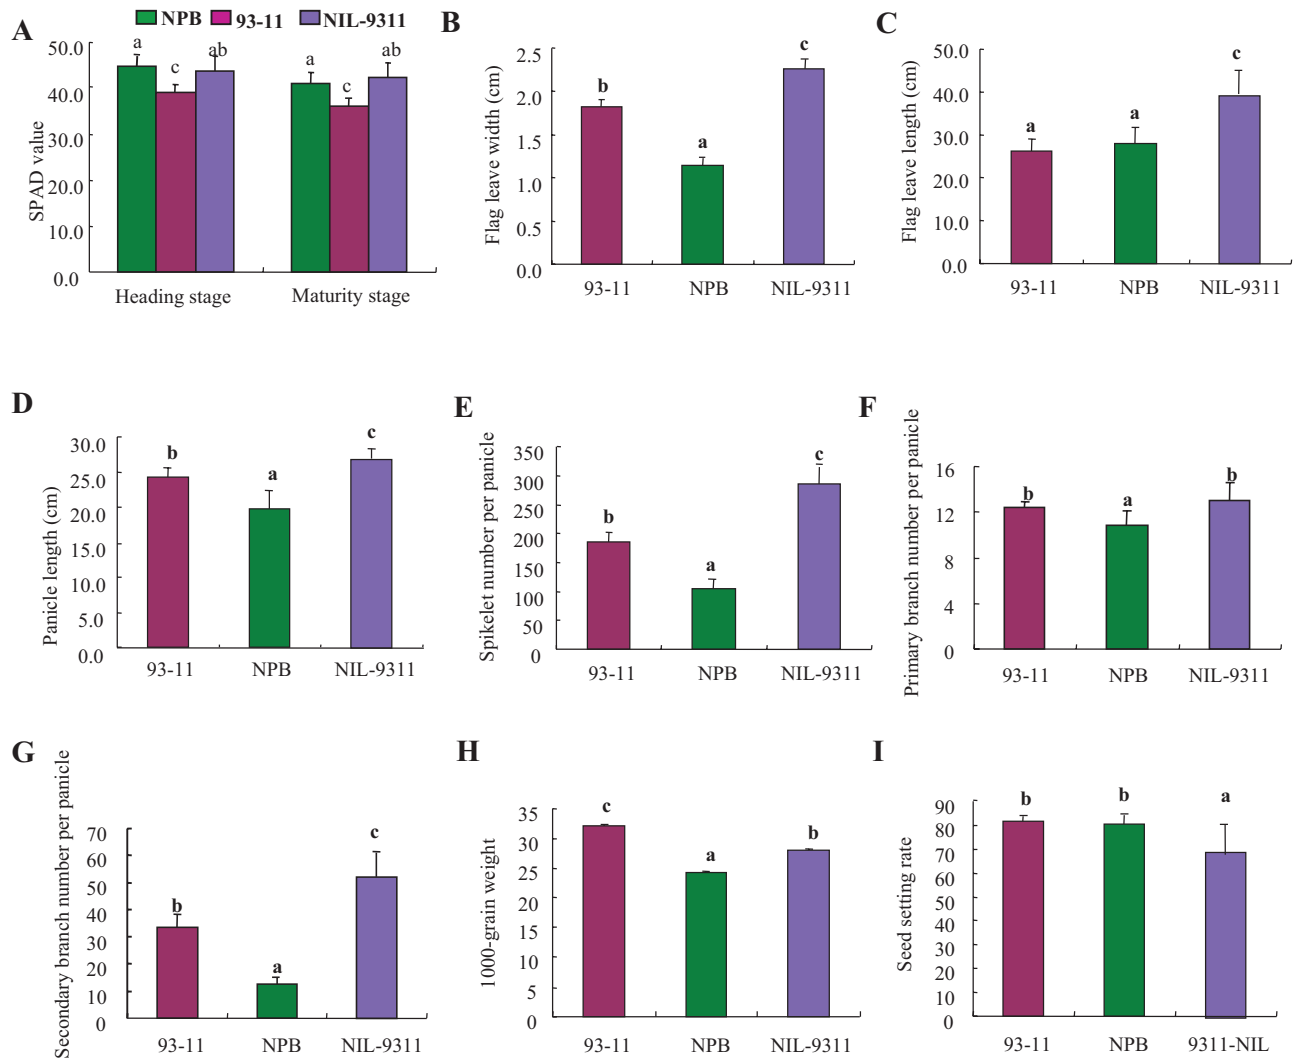 NPB 93-11 NIL-9311
A
SPAD value
50.0
40.0
30.0
20.0
10.0
0.0
a c ab
a c ab
Heading stage Maturity stage
B
Flag leave width (cm)
2.5
2.0
1.5
1.0
0.5
0.0
b a c
93-11 NPB NIL-9311
C
Flag leave length (cm)
50.0
40.0
30.0
20.0
10.0
0.0
a a c
93-11 NPB NIL-9311
D
Panicle length (cm)
30.0
25.0
20.0
15.0
10.0
5.0
0.0
b a c
93-11 NPB NIL-9311
E
Spikelet number per panicle
350
300
250
200
150
100
50
0
b a c
93-11 NPB NIL-9311
F
Primary branch number per panicle
16
12
8
4
0
b a b
93-11 NPB NIL-9311
G
Secondary branch number per panicle
70
60
50
40
30
20
10
0
b a c
93-11 NPB NIL-9311
H
1000-grain weight
35
30
25
20
15
10
5
0
c a b
93-11 NPB NIL-9311
I
Seed setting rate
90
80
70
60
50
40
30
20
10
0
b b a
93-11 NPB 9311-NIL